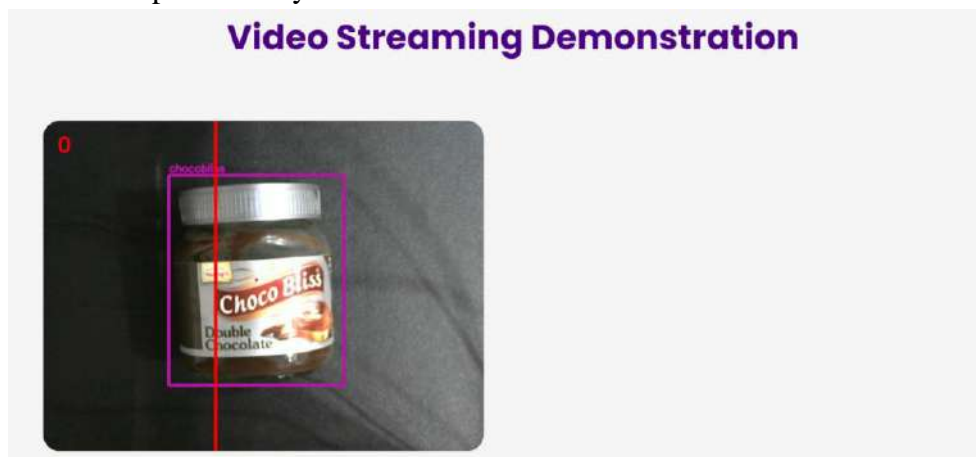 Video Streaming Demonstration
0
chocobliss
Choco Bliss
Double
Chocolate